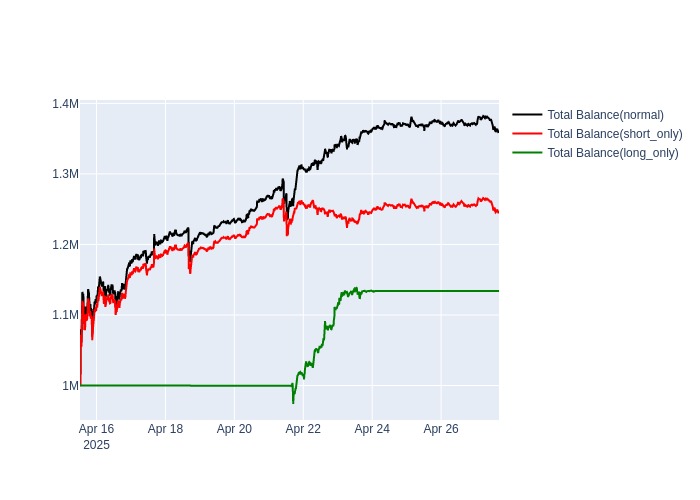 1.4M
1.3M
1.2M
1.1M
1M
Apr 16
2025
Apr 18
Apr 20
Apr 22
Apr 24
Apr 26
Total Balance(normal)
Total Balance(short_only)
Total Balance(long_only)